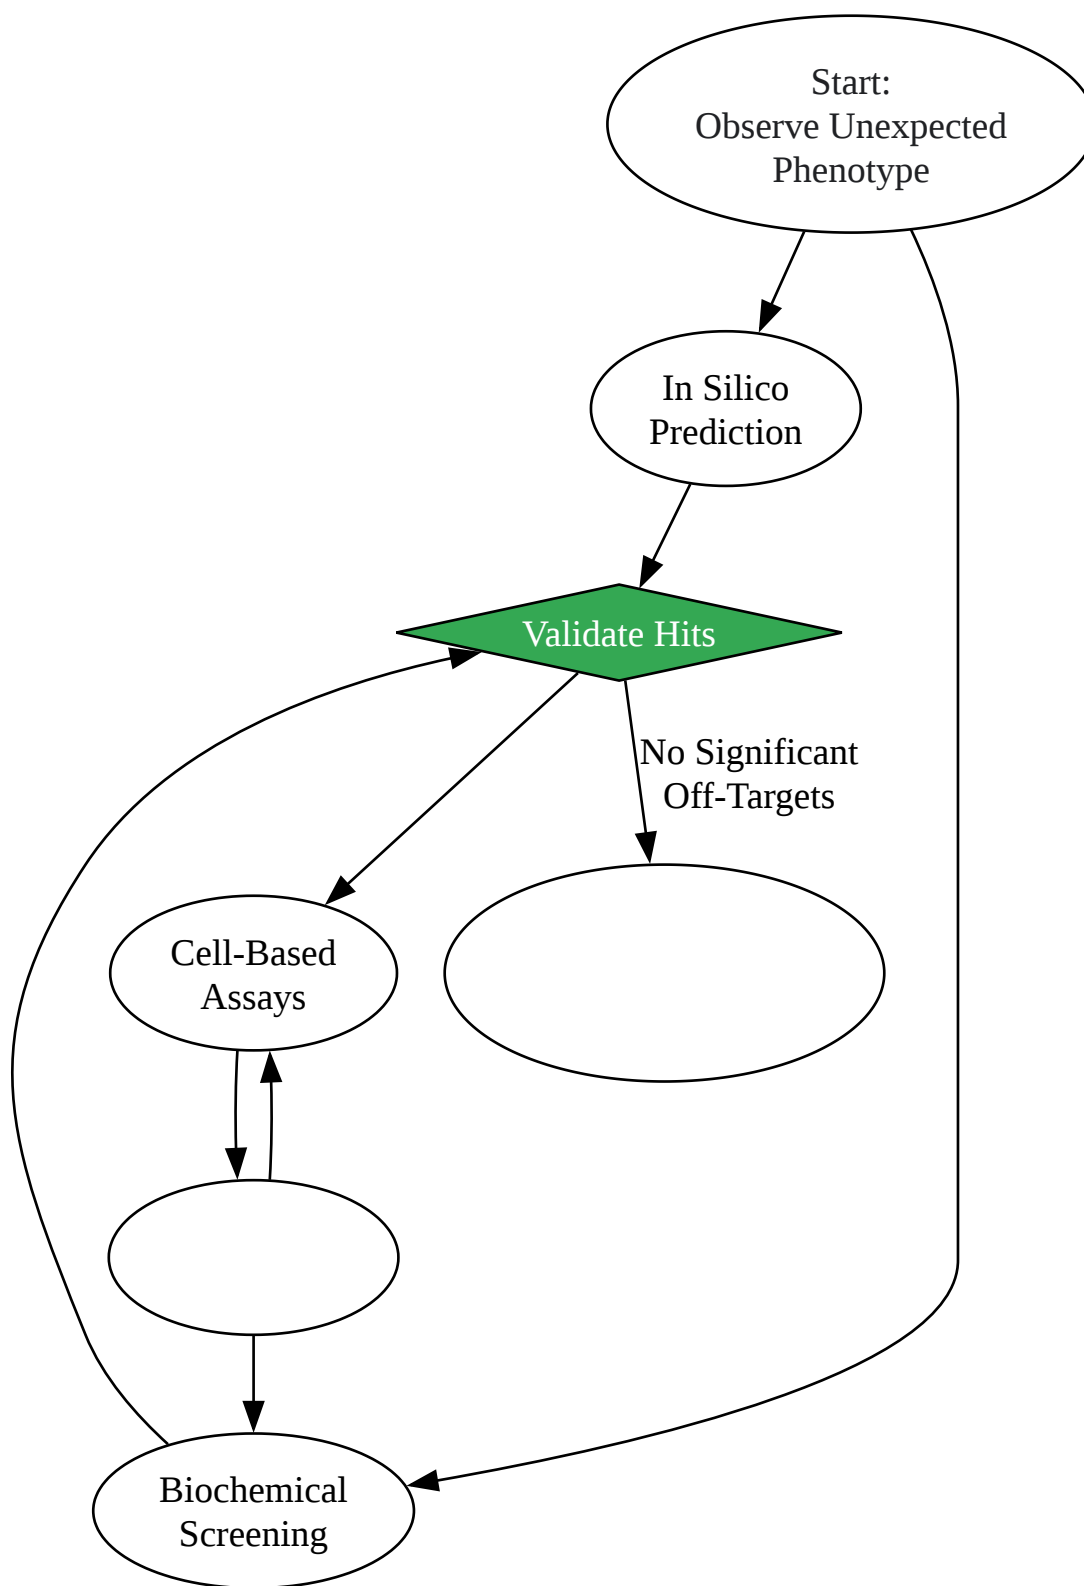 Start:
Observe Unexpected
Phenotype
In Silico
Prediction
Validate Hits
No Significant
Off-Targets
Cell-Based
Assays
Biochemical
Screening